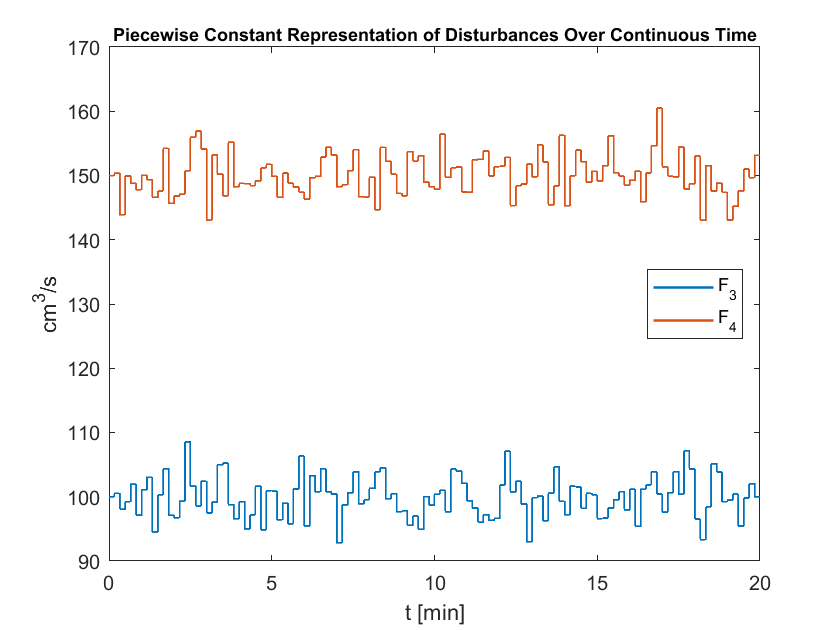 Piecewise Constant Representation of Disturbances Over Continuous Time
170
160
150
140
130
120
110
100
90
cm³/s
F₃
F₄
0 5 10 15 20
t [min]